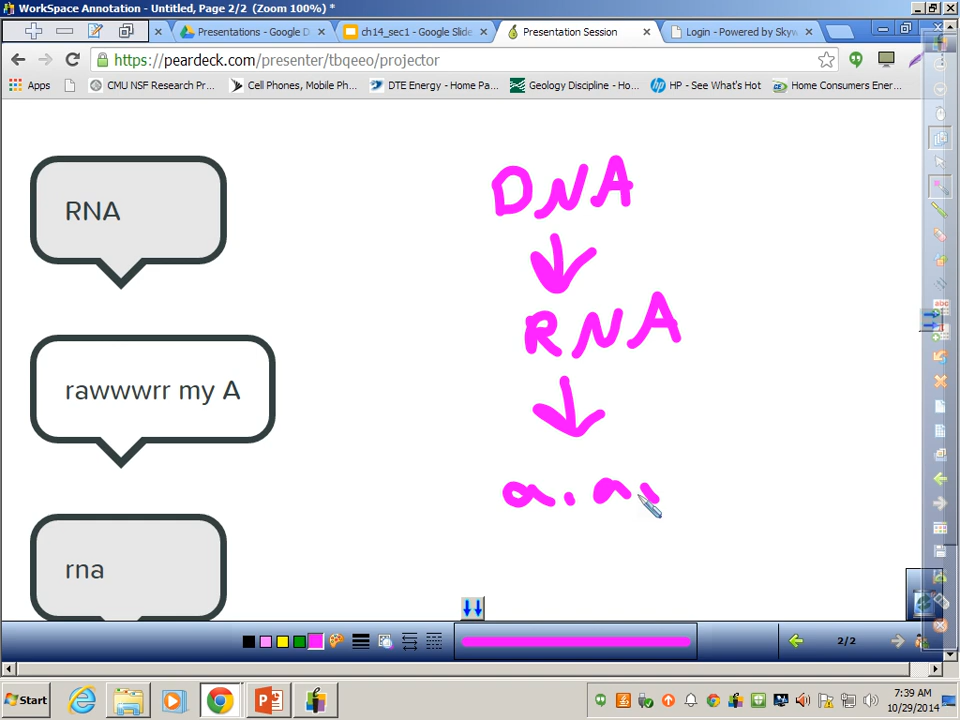 WorkSpace Annotation - Untitled, Page 2/2 (Zoom 100%) *
Presentations - Google D
ch14_sec1 - Google Slide
Presentation Session
Login - Powered by Skyw
https://peardeck.com/presenter/tbqeeo/projector
Apps
CMU NSF Research Pr...
Cell Phones, Mobile Ph...
DTE Energy - Home Pa...
Geology Discipline - Ho...
HP - See What's Hot
Home Consumers Ener...
RNA
rawwwrr my A
rna
DNA
RNA
a.a.
abc
2/2
Start
7:39 AM
10/29/2014